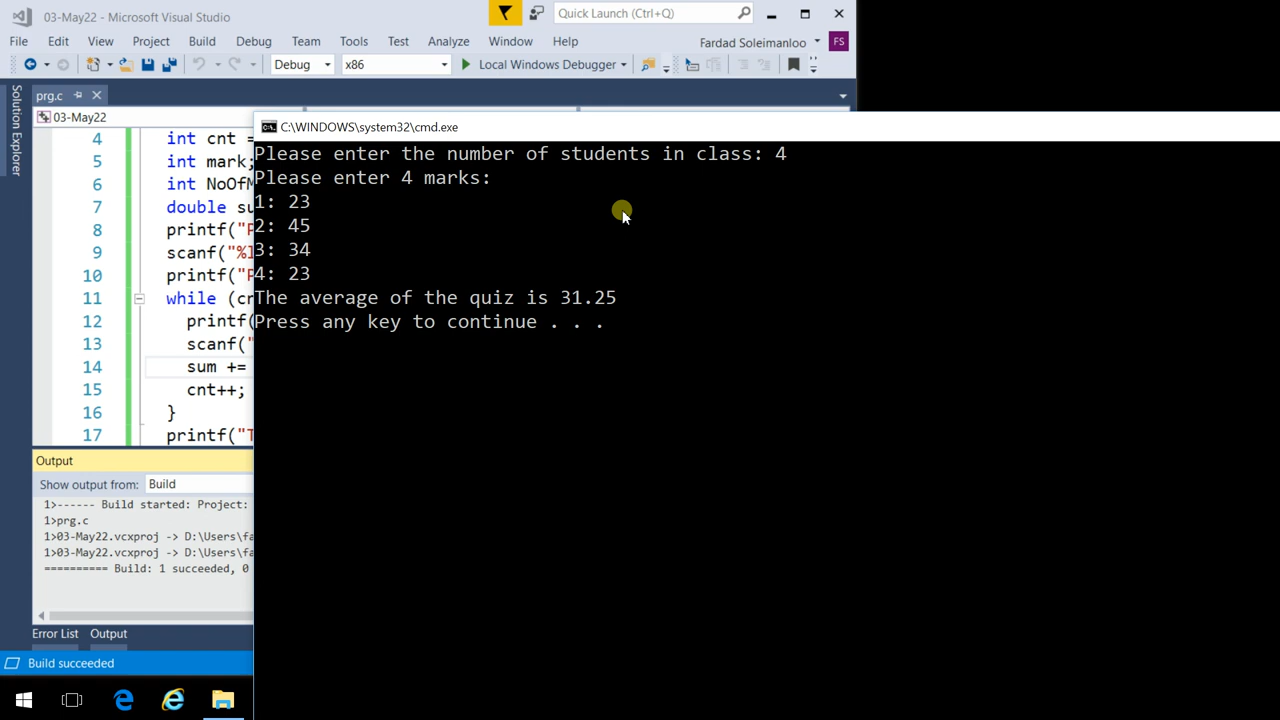 03-May22 - Microsoft Visual Studio
Quick Launch (Ctrl+Q)
File Edit View Project Build Debug Team Tools Test Analyze Window Help
Fardad Soleimanloo FS
Debug x86 Local Windows Debugger
Solution Explorer
prg.c
03-May22
4 int cnt =
5 int mark;
6 int NoOfM
7 double su
8 printf("P
9 scanf("%l
10 printf("P
11 while (cn
12 printf(
13 scanf("
14 sum +=
15 cnt++;
16 }
17 printf("T
C:\WINDOWS\system32\cmd.exe
Please enter the number of students in class: 4
Please enter 4 marks:
1: 23
2: 45
3: 34
4: 23
The average of the quiz is 31.25
Press any key to continue . . .
Output
Show output from: Build
1>------ Build started: Project:
1>prg.c
1>03-May22.vcxproj -> D:\Users\fa
1>03-May22.vcxproj -> D:\Users\fa
========== Build: 1 succeeded, 0
Error List Output
Build succeeded